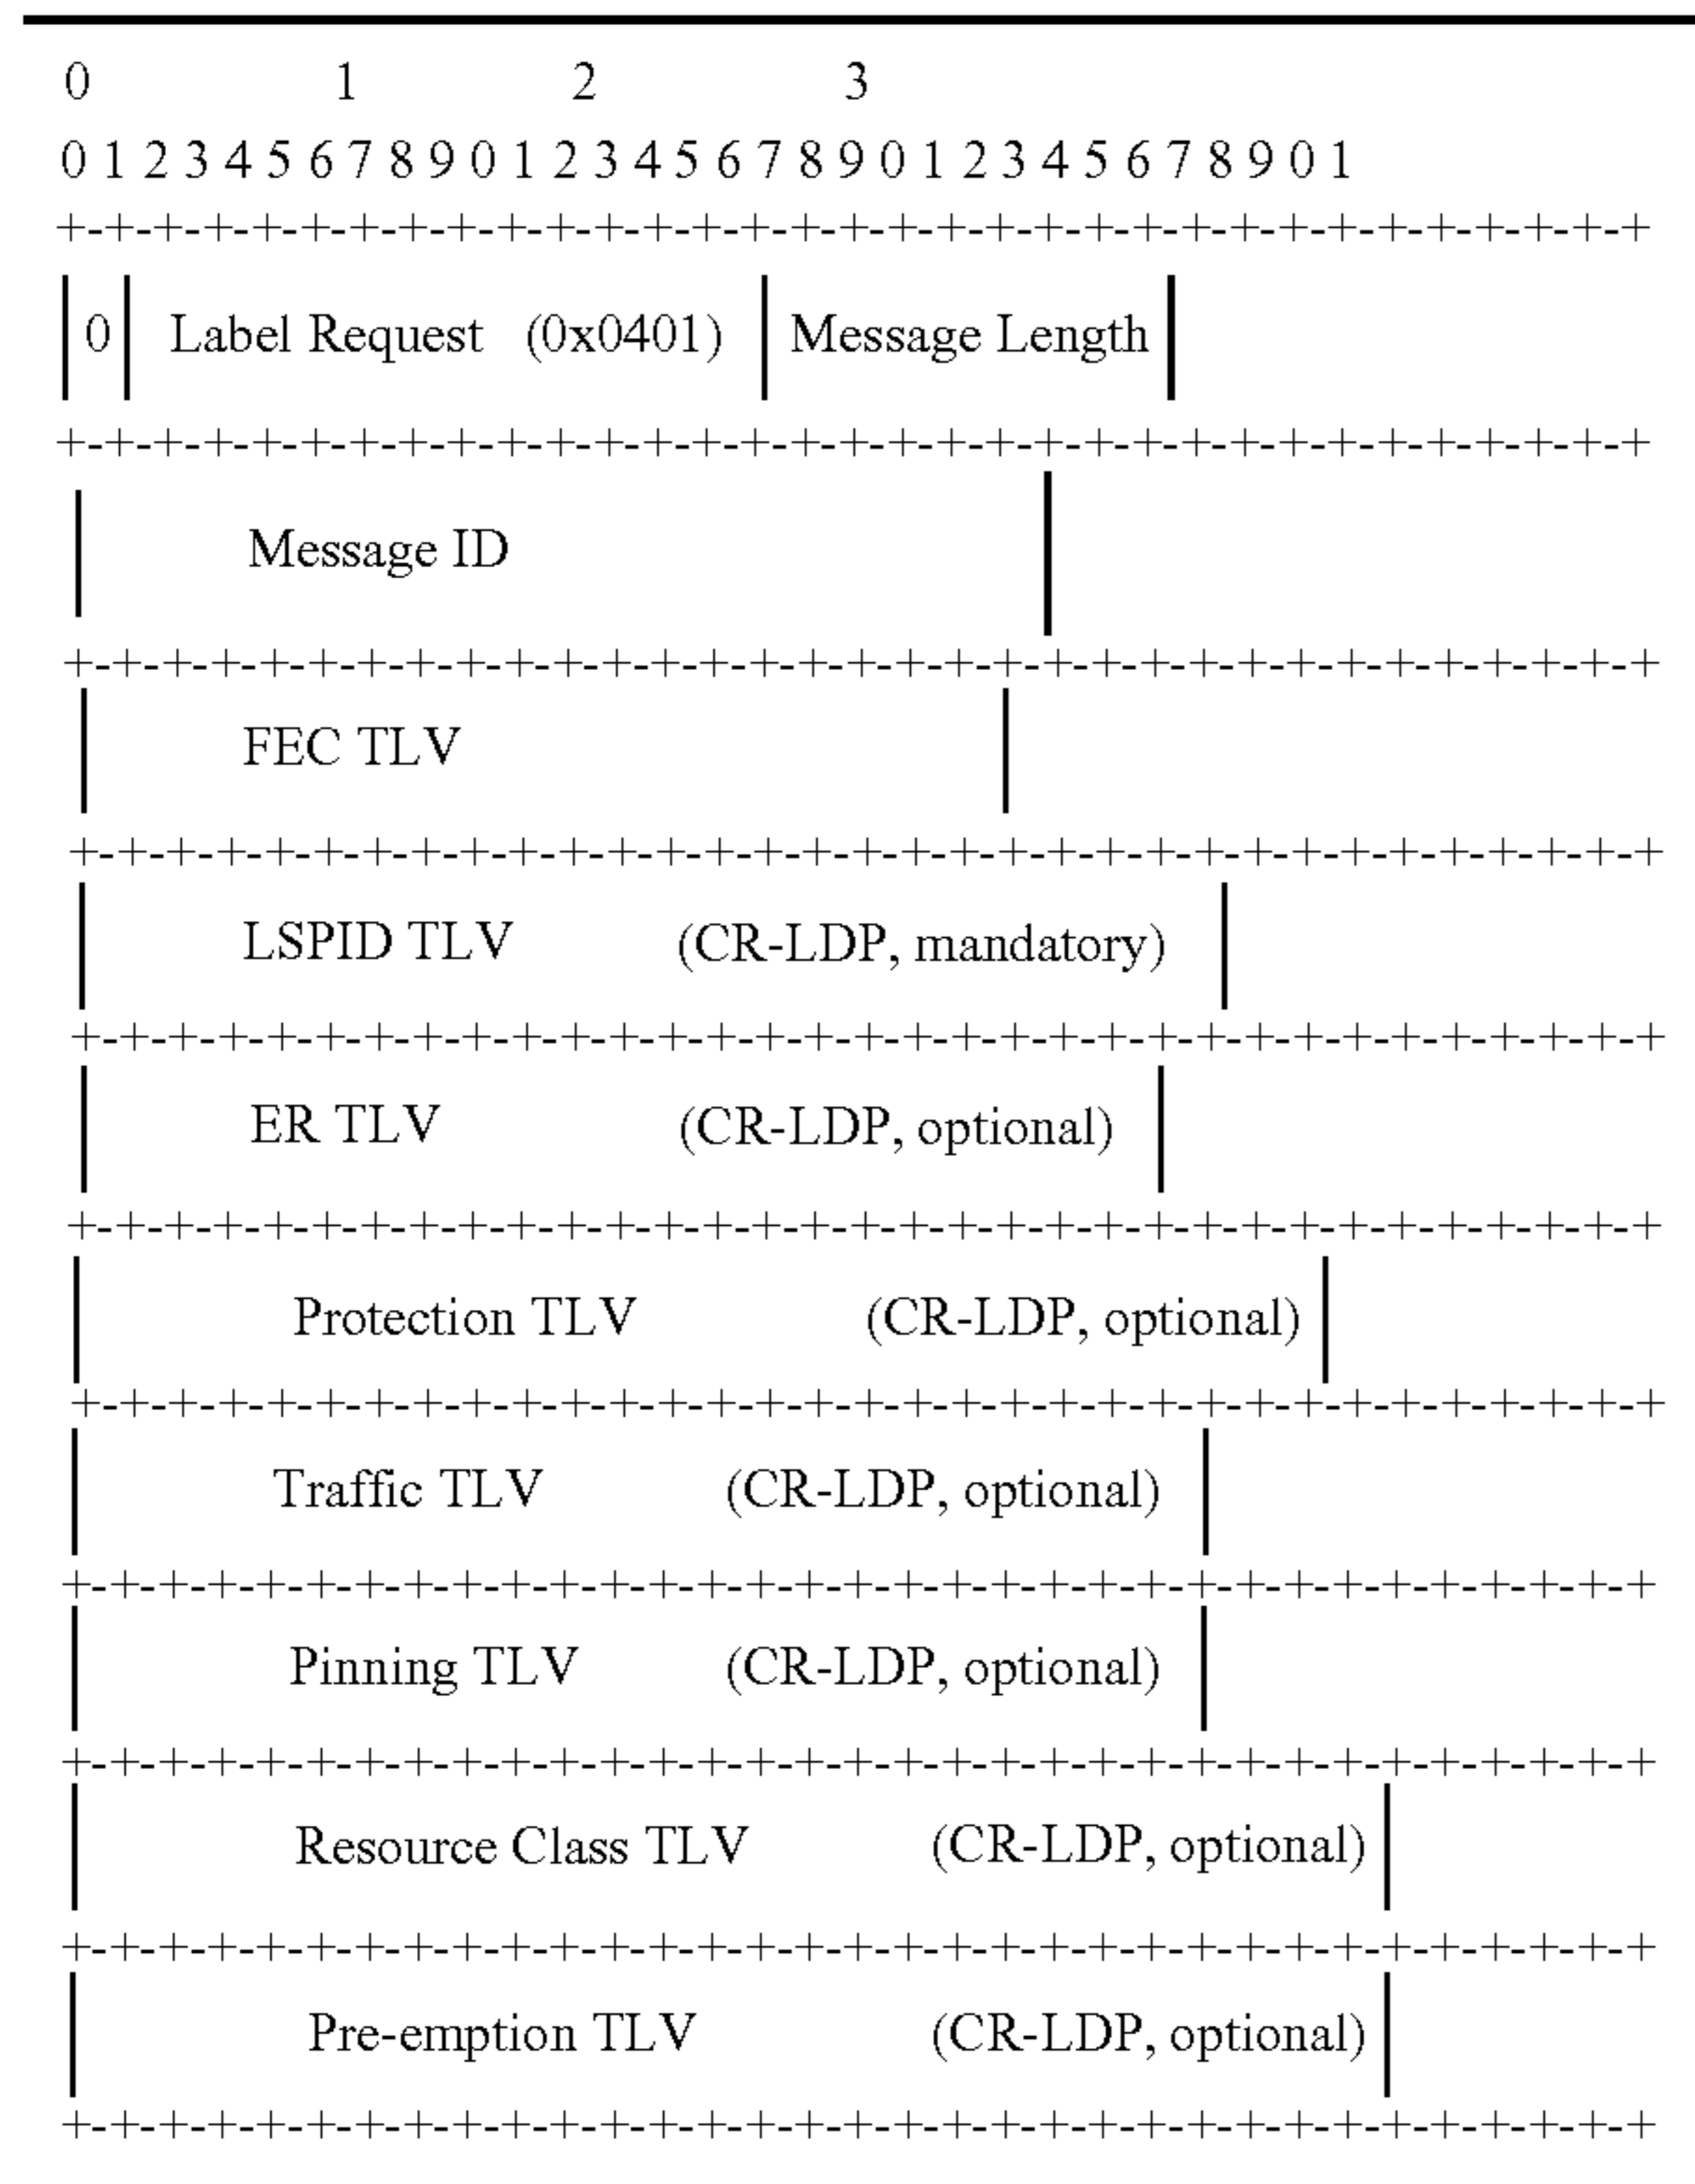 0 1 2 3
0 1 2 3 4 5 6 7 8 9 0 1 2 3 4 5 6 7 8 9 0 1 2 3 4 5 6 7 8 9 0 1
+-+-+-+-+-+-+-+-+-+-+-+-+-+-+-+-+-+-+-+-+-+-+-+-+-+-+-+-+-+-+-+-+
|0| Label Request (0x0401) | Message Length |
+-+-+-+-+-+-+-+-+-+-+-+-+-+-+-+-+-+-+-+-+-+-+-+-+-+-+-+-+-+-+-+-+
| Message ID |
+-+-+-+-+-+-+-+-+-+-+-+-+-+-+-+-+-+-+-+-+-+-+-+-+-+-+-+-+-+-+-+-+
| FEC TLV |
+-+-+-+-+-+-+-+-+-+-+-+-+-+-+-+-+-+-+-+-+-+-+-+-+-+-+-+-+-+-+-+-+
| LSPID TLV (CR-LDP, mandatory) |
+-+-+-+-+-+-+-+-+-+-+-+-+-+-+-+-+-+-+-+-+-+-+-+-+-+-+-+-+-+-+-+-+
| ER TLV (CR-LDP, optional) |
+-+-+-+-+-+-+-+-+-+-+-+-+-+-+-+-+-+-+-+-+-+-+-+-+-+-+-+-+-+-+-+-+
| Protection TLV (CR-LDP, optional) |
+-+-+-+-+-+-+-+-+-+-+-+-+-+-+-+-+-+-+-+-+-+-+-+-+-+-+-+-+-+-+-+-+
| Traffic TLV (CR-LDP, optional) |
+-+-+-+-+-+-+-+-+-+-+-+-+-+-+-+-+-+-+-+-+-+-+-+-+-+-+-+-+-+-+-+-+
| Pinning TLV (CR-LDP, optional) |
+-+-+-+-+-+-+-+-+-+-+-+-+-+-+-+-+-+-+-+-+-+-+-+-+-+-+-+-+-+-+-+-+
| Resource Class TLV (CR-LDP, optional) |
+-+-+-+-+-+-+-+-+-+-+-+-+-+-+-+-+-+-+-+-+-+-+-+-+-+-+-+-+-+-+-+-+
| Pre-emption TLV (CR-LDP, optional) |
+-+-+-+-+-+-+-+-+-+-+-+-+-+-+-+-+-+-+-+-+-+-+-+-+-+-+-+-+-+-+-+-+